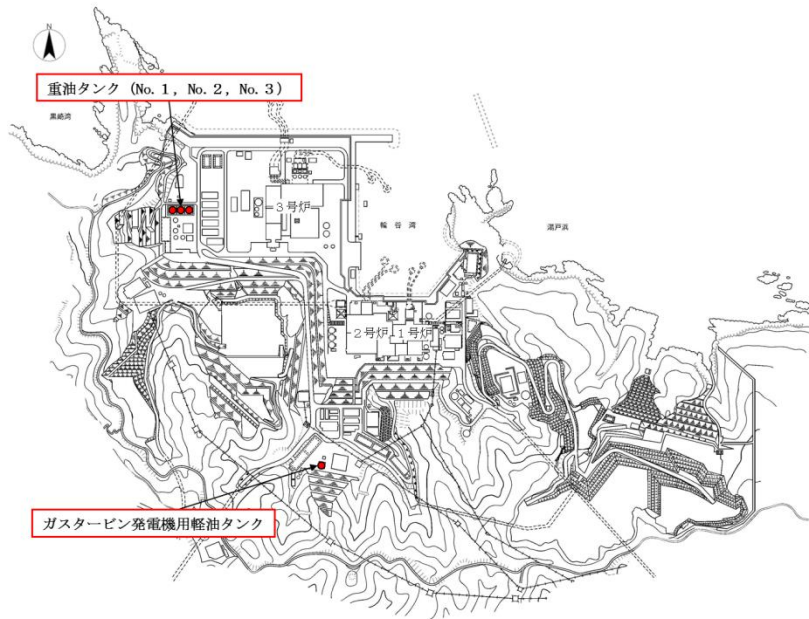 N
重油タンク (No.1, No.2, No.3)
黒崎湾
3号炉
輪谷湾
瀬戸浜
2号炉
1号炉
ガスタービン発電機用軽油タンク